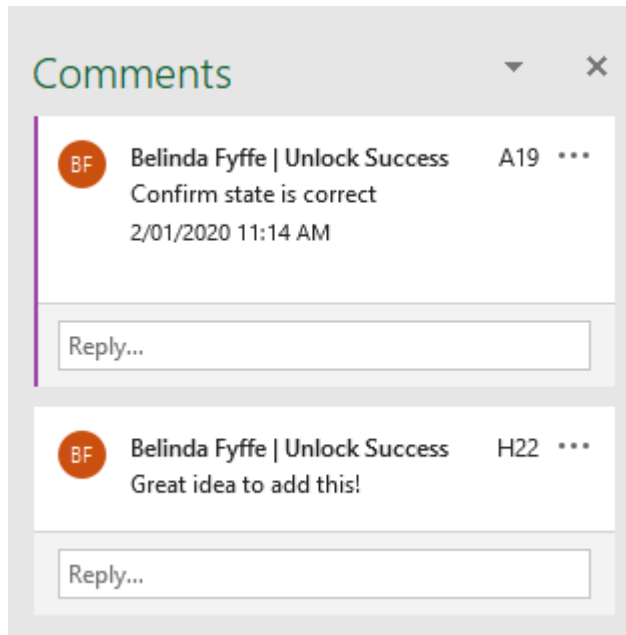 Comments
BF Belinda Fyffe | Unlock Success A19
Confirm state is correct
2/01/2020 11:14 AM
Reply...
BF Belinda Fyffe | Unlock Success H22
Great idea to add this!
Reply...